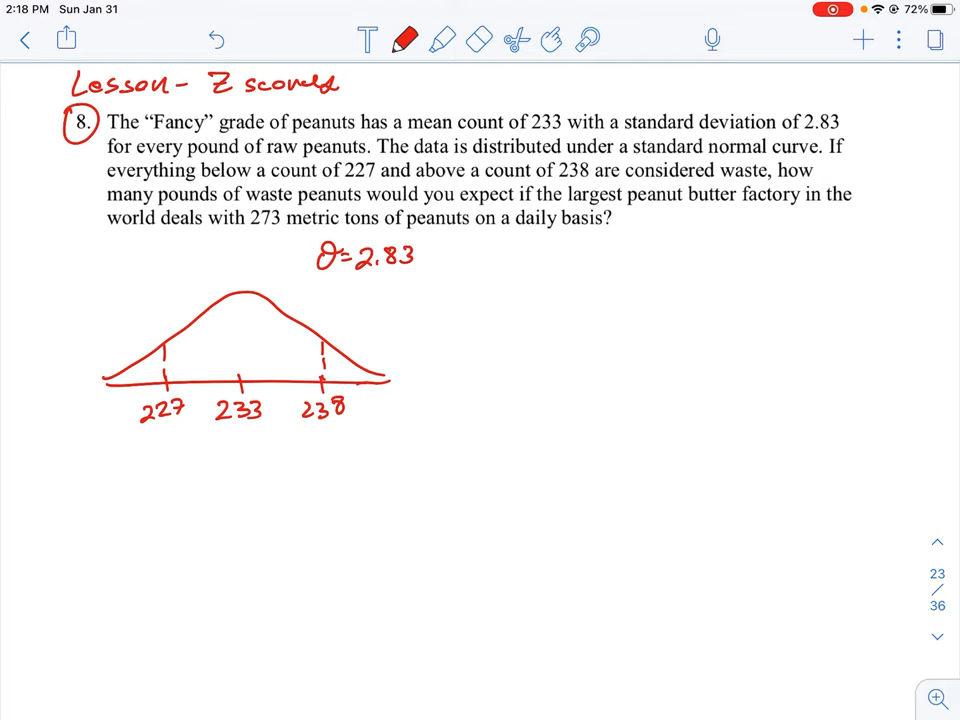 2:18 PM Sun Jan 31 72%
T
Lesson - Z scores
8. The “Fancy” grade of peanuts has a mean count of 233 with a standard deviation of 2.83
for every pound of raw peanuts. The data is distributed under a standard normal curve. If
everything below a count of 227 and above a count of 238 are considered waste, how
many pounds of waste peanuts would you expect if the largest peanut butter factory in the
world deals with 273 metric tons of peanuts on a daily basis?
σ=2.83
227 233 238
23
/
36